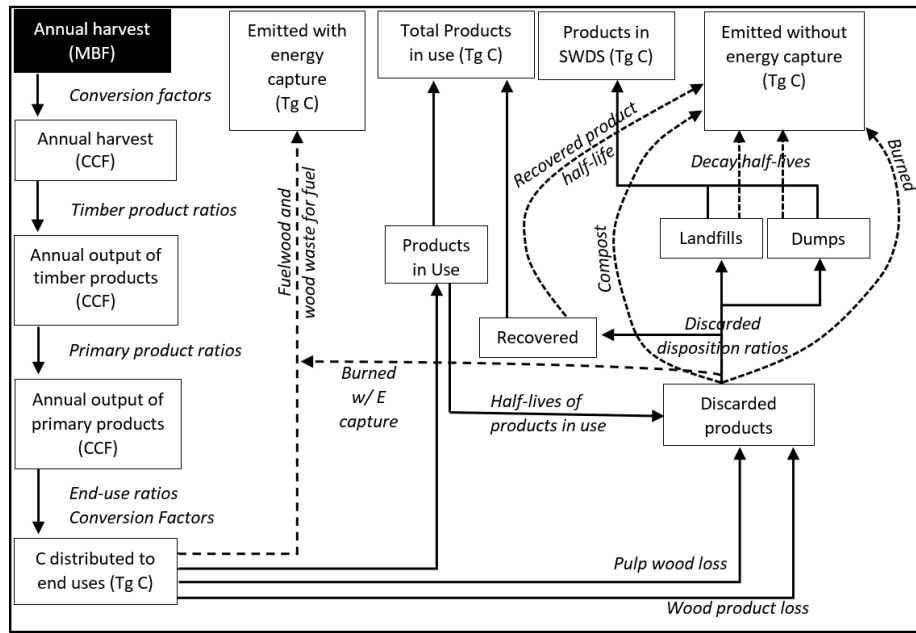 Annual harvest
(MBF)
Conversion factors
Annual harvest
(CCF)
Timber product ratios
Annual output of
timber products
(CCF)
Primary product ratios
Annual output of
primary products
(CCF)
End-use ratios
Conversion Factors
C distributed to
end uses (Tg C)
Emitted with
energy
capture
(Tg C)
Fuelwood and
wood waste for fuel
Total Products
in use (Tg C)
Products in
SWDS (Tg C)
Emitted without
energy capture
(Tg C)
Recovered product
half-life
Decay half-lives
Burned
Compost
Products
in Use
Landfills
Dumps
Recovered
Discarded
disposition ratios
Burned
w/ E
capture
Half-lives of
products in use
Discarded
products
Pulp wood loss
Wood product loss